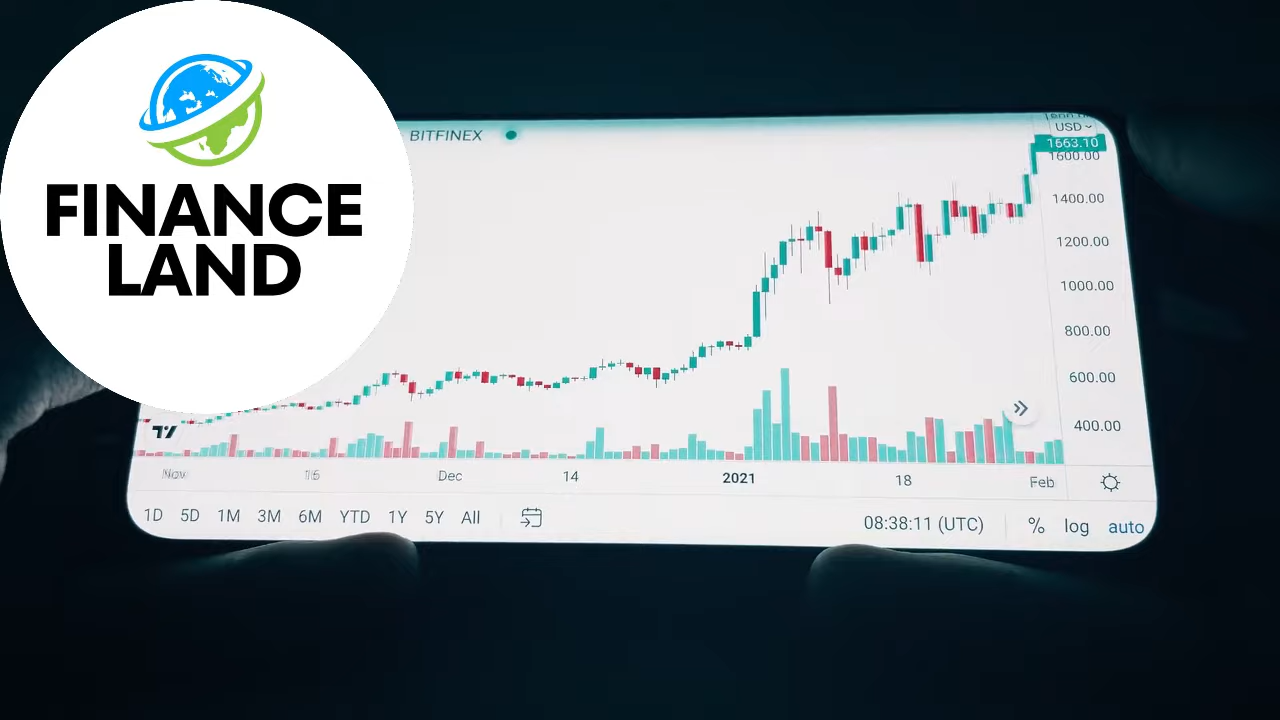 FINANCE
LAND
BITFINEX
USD
1663.10
1600.00
1400.00
1200.00
1000.00
800.00
600.00
400.00
Nov
16
Dec
14
2021
18
Feb
1D 5D 1M 3M 6M YTD 1Y 5Y All
08:38:11 (UTC) % log auto